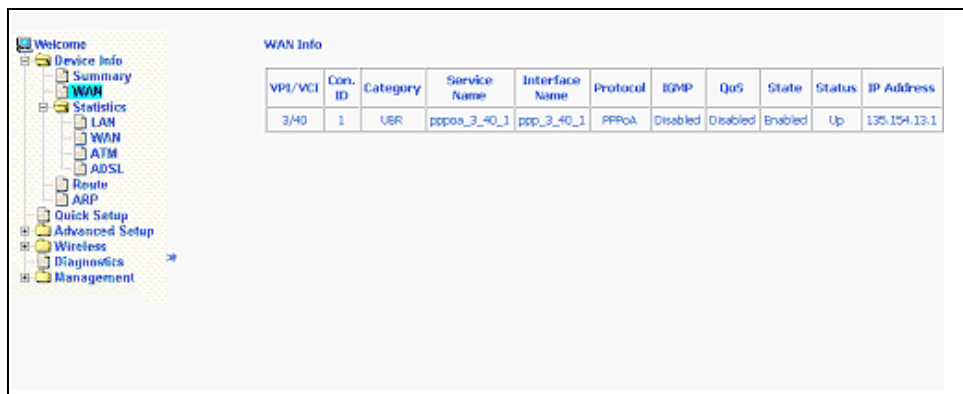 Welcome
Device Info
Summary
WAN
Statistics
LAN
WAN
ATM
ADSL
Route
ARP
Quick Setup
Advanced Setup
Wireless
Diagnostics
Management
WAN Info
VPI/VCI Con. ID Category Service Name Interface Name Protocol IGMP QoS State Status IP Address
3/40 1 UBR pppoa_3_40_1 ppp_3_40_1 PPPoA Disabled Disabled Enabled Up 135.154.13.1